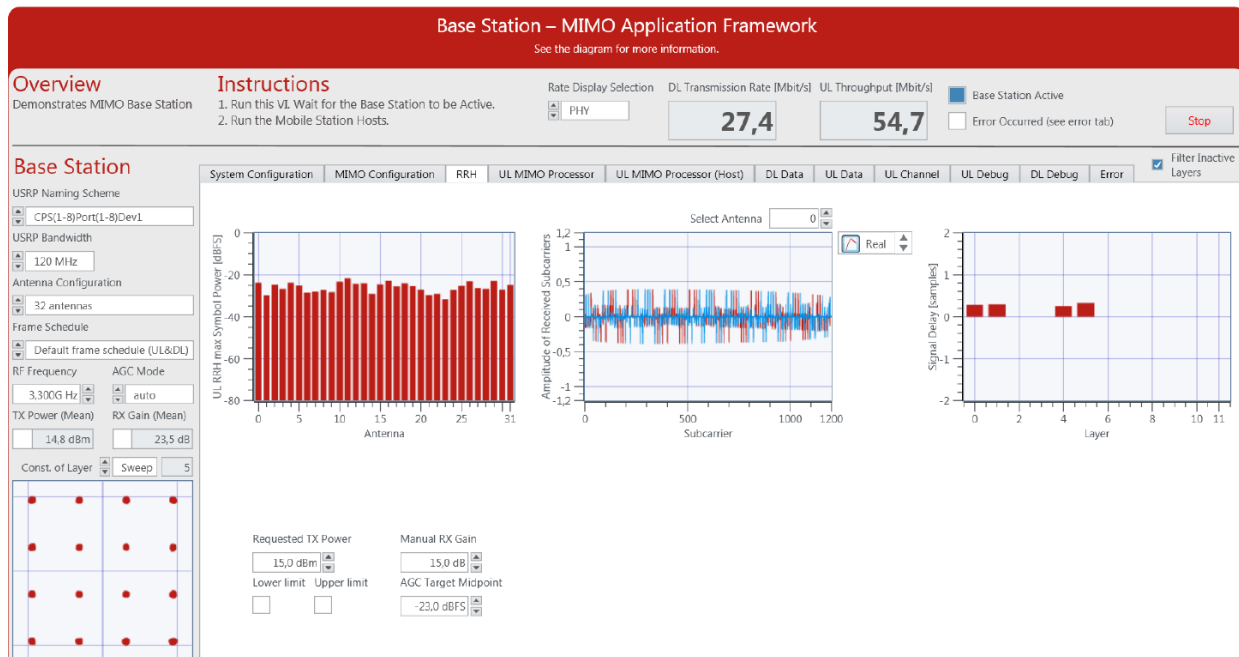 Base Station – MIMO Application Framework
See the diagram for more information.
Overview
Demonstrates MIMO Base Station
Instructions
1. Run this VI. Wait for the Base Station to be Active.
2. Run the Mobile Station Hosts.
Rate Display Selection
PHY
DL Transmission Rate [Mbit/s]
27,4
UL Throughput [Mbit/s]
54,7
Base Station Active
Error Occurred (see error tab)
Stop
Base Station
USRP Naming Scheme
CPS(1-8)Port(1-8)Dev1
USRP Bandwidth
120 MHz
Antenna Configuration
32 antennas
Frame Schedule
Default frame schedule (UL&DL)
RF Frequency
AGC Mode
3,300G Hz
auto
TX Power (Mean)
RX Gain (Mean)
14,8 dBm
23,5 dB
Const. of Layer
Sweep
5
System Configuration
MIMO Configuration
RRH
UL MIMO Processor
UL MIMO Processor (Host)
DL Data
UL Data
UL Channel
UL Debug
DL Debug
Error
Filter Inactive
Layers
UL RRH max Symbol Power [dBFS]
0
-20
-40
-60
-80
0 5 10 15 20 25 31
Antenna
Select Antenna
0
Real
Amplitude of Received Subcarriers
1,2
1
0,5
0
-0,5
-1
-1,2
0 500 1000 1200
Subcarrier
Signal Delay [samples]
2
1
0
-1
-2
0 2 4 6 8 10 11
Layer
Requested TX Power
15,0 dBm
Lower limit
Upper limit
Manual RX Gain
15,0 dB
AGC Target Midpoint
-23,0 dBFS